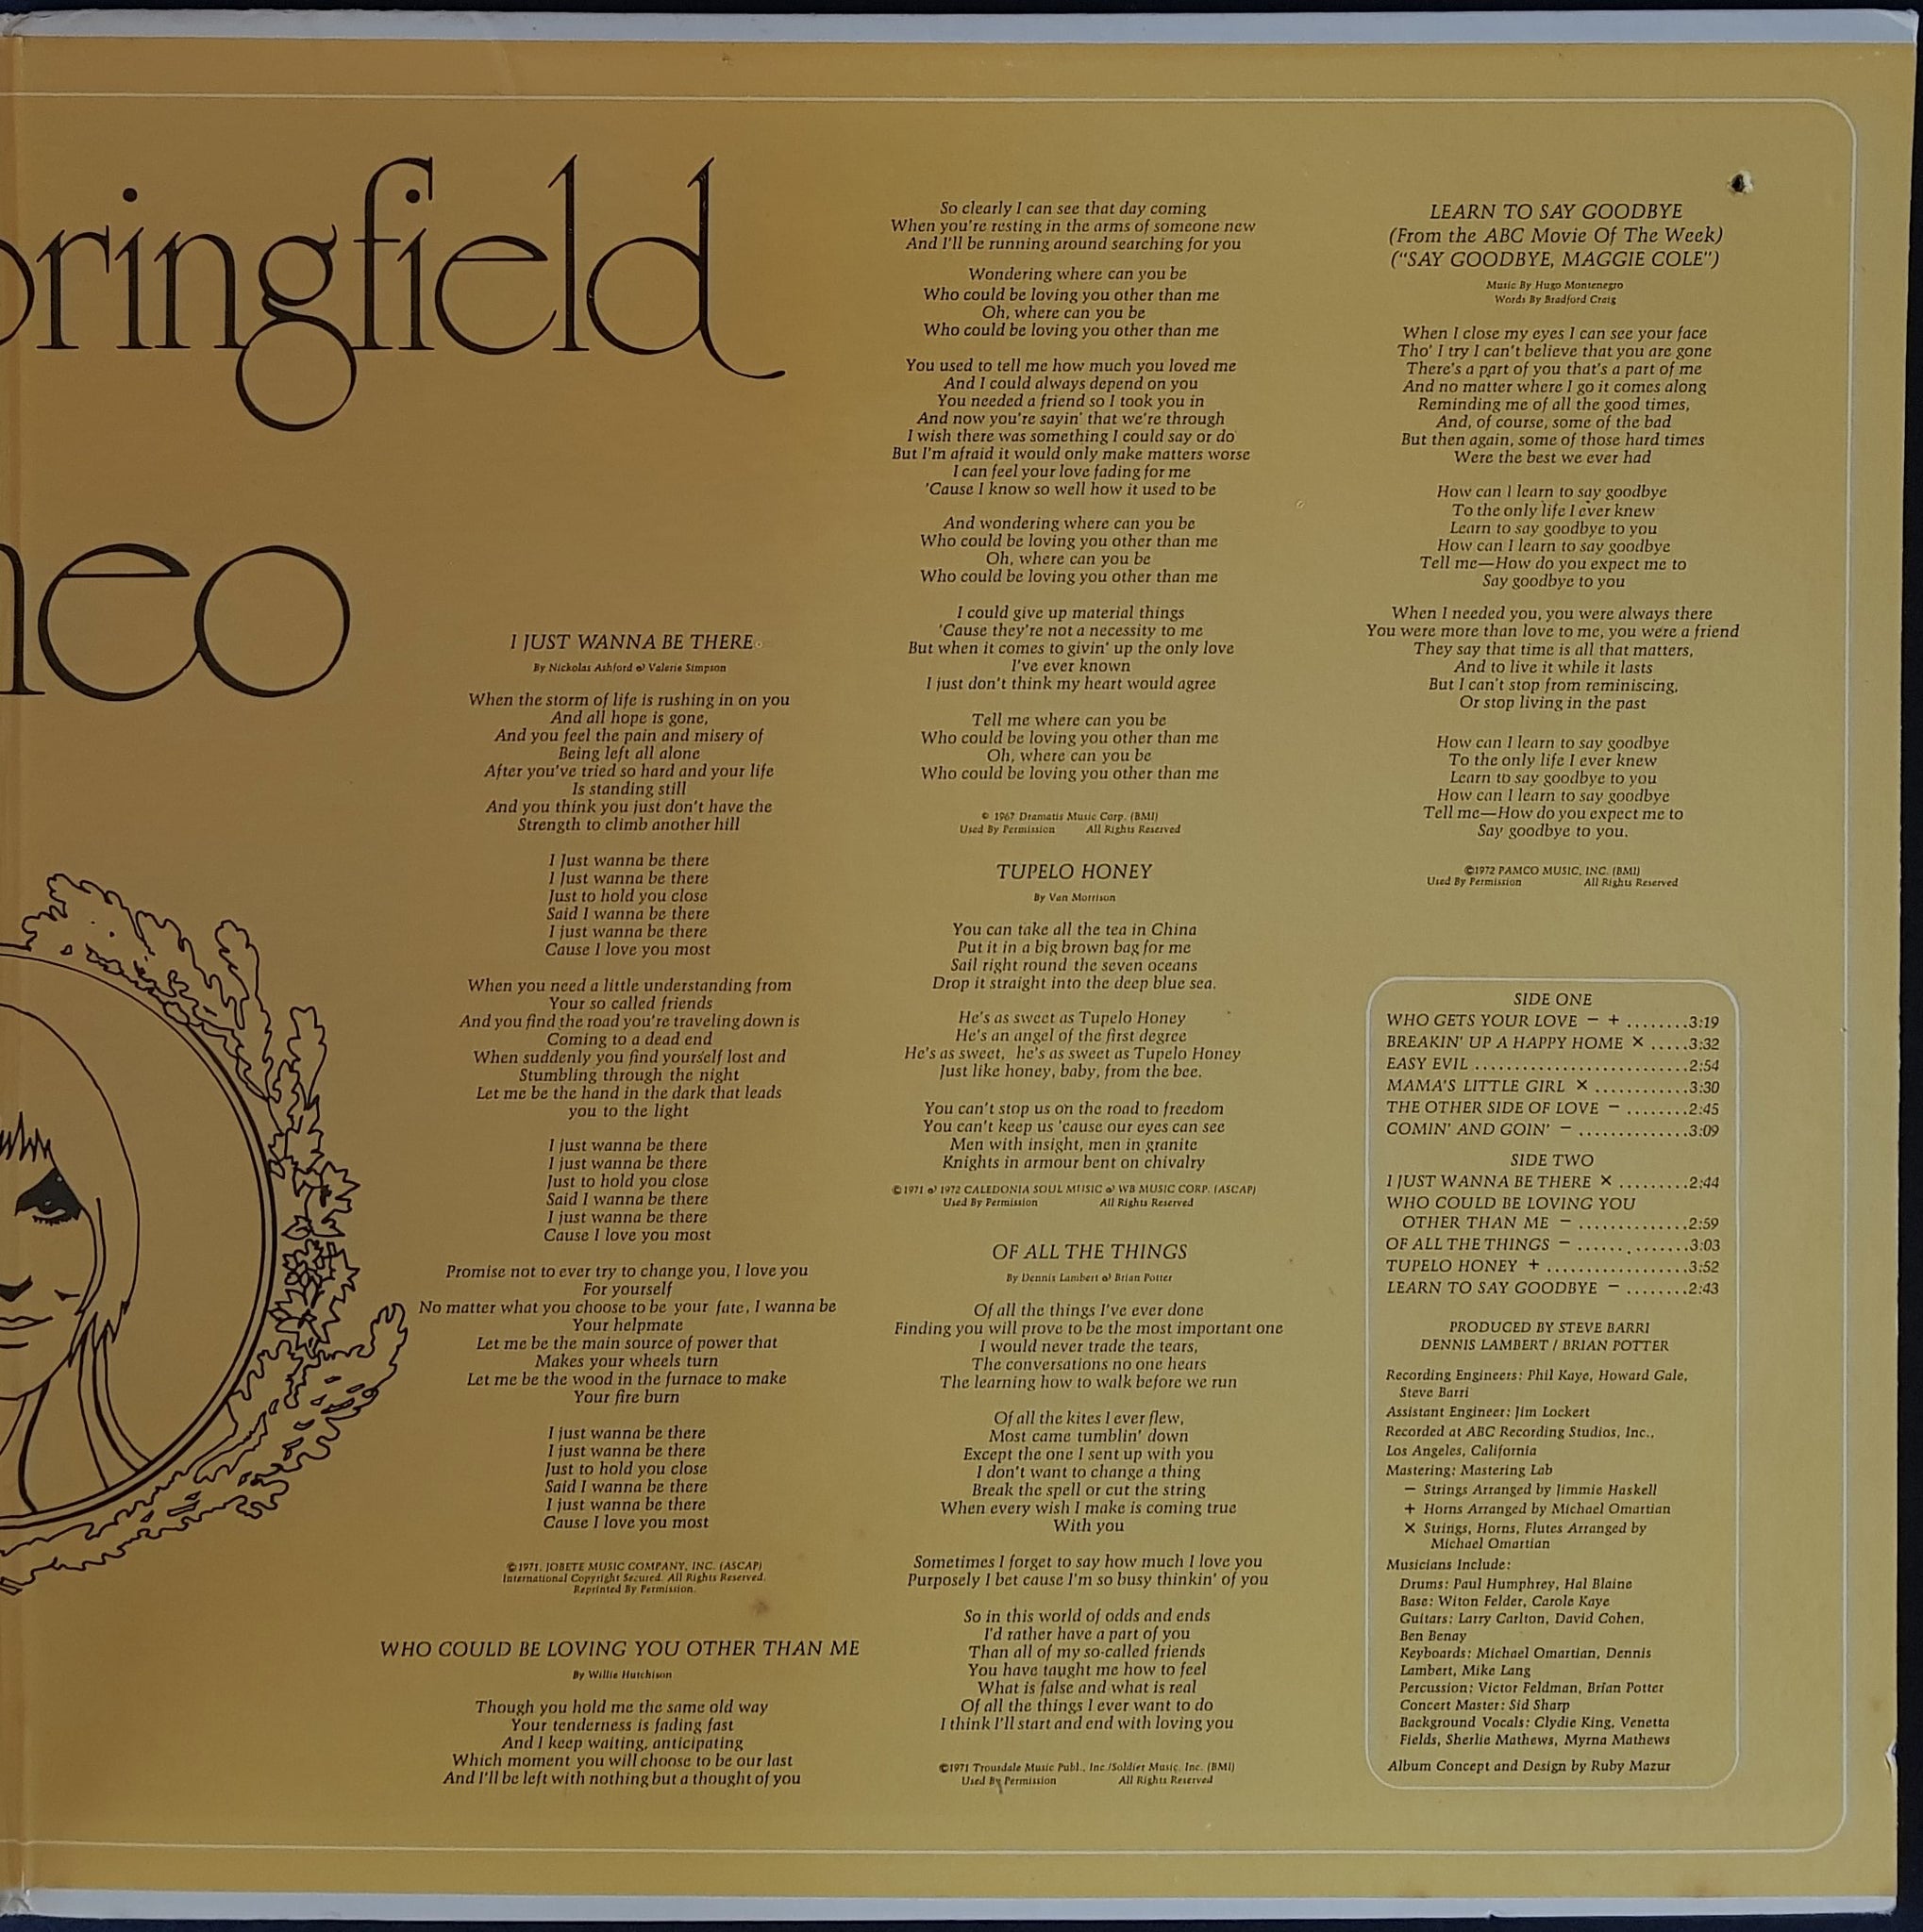 pringfield
neo
I JUST WANNA BE THERE
By Nickolas Ashford & Valerie Simpson
When the storm of life is rushing in on you
And all hope is gone,
And you feel the pain and misery of
Being left all alone
After you've tried so hard and your life
Is standing still
And you think you just don't have the
Strength to climb another hill
I Just wanna be there
I Just wanna be there
Just to hold you close
Said I wanna be there
I just wanna be there
Cause I love you most
When you need a little understanding from
Your so called friends
And you find the road you're traveling down is
Coming to a dead end
When suddenly you find yourself lost and
Stumbling through the night
Let me be the hand in the dark that leads
you to the light
I just wanna be there
I just wanna be there
Just to hold you close
Said I wanna be there
I just wanna be there
Cause I love you most
Promise not to ever try to change you, I love you
For yourself
No matter what you choose to be your fate, I wanna be
Your helpmate
Let me be the main source of power that
Makes your wheels turn
Let me be the wood in the furnace to make
Your fire burn
I just wanna be there
I just wanna be there
Just to hold you close
Said I wanna be there
I just wanna be there
Cause I love you most
©1971, JOBETE MUSIC COMPANY, INC. (ASCAP)
International Copyright Secured. All Rights Reserved.
Reprinted By Permission.
WHO COULD BE LOVING YOU OTHER THAN ME
By Willie Hutchison
Though you hold me the same old way
Your tenderness is fading fast
And I keep waiting, anticipating
Which moment you will choose to be our last
And I'll be left with nothing but a thought of you
So clearly I can see that day coming
When you're resting in the arms of someone new
And I'll be running around searching for you
Wondering where can you be
Who could be loving you other than me
Oh, where can you be
Who could be loving you other than me
You used to tell me how much you loved me
And I could always depend on you
You needed a friend so I took you in
And now you're sayin' that we're through
I wish there was something I could say or do
But I'm afraid it would only make matters worse
I can feel your love fading for me
'Cause I know so well how it used to be
And wondering where can you be
Who could be loving you other than me
Oh, where can you be
Who could be loving you other than me
I could give up material things
'Cause they're not a necessity to me
But when it comes to givin' up the only love
I've ever known
I just don't think my heart would agree
Tell me where can you be
Who could be loving you other than me
Oh, where can you be
Who could be loving you other than me
© 1967 Dramatis Music Corp. (BMI)
Used By Permission All Rights Reserved
TUPELO HONEY
By Van Morrison
You can take all the tea in China
Put it in a big brown bag for me
Sail right round the seven oceans
Drop it straight into the deep blue sea.
He's as sweet as Tupelo Honey
He's an angel of the first degree
He's as sweet, he's as sweet as Tupelo Honey
Just like honey, baby, from the bee.
You can't stop us on the road to freedom
You can't keep us 'cause our eyes can see
Men with insight, men in granite
Knights in armour bent on chivalry
©1971 & 1972 CALEDONIA SOUL MUSIC & WB MUSIC CORP. (ASCAP)
Used By Permission All Rights Reserved
OF ALL THE THINGS
By Dennis Lambert & Brian Potter
Of all the things I've ever done
Finding you will prove to be the most important one
I would never trade the tears,
The conversations no one hears
The learning how to walk before we run
Of all the kites I ever flew,
Most came tumblin' down
Except the one I sent up with you
I don't want to change a thing
Break the spell or cut the string
When every wish I make is coming true
With you
Sometimes I forget to say how much I love you
Purposely I bet cause I'm so busy thinkin' of you
So in this world of odds and ends
I'd rather have a part of you
Than all of my so-called friends
You have taught me how to feel
What is false and what is real
Of all the things I ever want to do
I think I'll start and end with loving you
©1971 Trousdale Music Publ., Inc./Soldier Music, Inc. (BMI)
Used By Permission All Rights Reserved
LEARN TO SAY GOODBYE
(From the ABC Movie Of The Week)
("SAY GOODBYE, MAGGIE COLE")
Music By Hugo Montenegro
Words By Bradford Craig
When I close my eyes I can see your face
Tho' I try I can't believe that you are gone
There's a part of you that's a part of me
And no matter where I go it comes along
Reminding me of all the good times,
And, of course, some of the bad
But then again, some of those hard times
Were the best we ever had
How can I learn to say goodbye
To the only life I ever knew
Learn to say goodbye to you
How can I learn to say goodbye
Tell me—How do you expect me to
Say goodbye to you
When I needed you, you were always there
You were more than love to me, you were a friend
They say that time is all that matters,
And to live it while it lasts
But I can't stop from reminiscing,
Or stop living in the past
How can I learn to say goodbye
To the only life I ever knew
Learn to say goodbye to you
How can I learn to say goodbye
Tell me—How do you expect me to
Say goodbye to you.
©1972 PAMCO MUSIC, INC. (BMI)
Used By Permission All Rights Reserved
SIDE ONE
WHO GETS YOUR LOVE − + ........3:19
BREAKIN' UP A HAPPY HOME × .....3:32
EASY EVIL ..........................2:54
MAMA'S LITTLE GIRL × ...........3:30
THE OTHER SIDE OF LOVE − ........2:45
COMIN' AND GOIN' − .............3:09
SIDE TWO
I JUST WANNA BE THERE × ........2:44
WHO COULD BE LOVING YOU
OTHER THAN ME − .............2:59
OF ALL THE THINGS − .............3:03
TUPELO HONEY + .................3:52
LEARN TO SAY GOODBYE − ........2:43
PRODUCED BY STEVE BARRI
DENNIS LAMBERT / BRIAN POTTER
Recording Engineers: Phil Kaye, Howard Gale,
Steve Barri
Assistant Engineer: Jim Lockert
Recorded at ABC Recording Studios, Inc.,
Los Angeles, California
Mastering: Mastering Lab
− Strings Arranged by Jimmie Haskell
+ Horns Arranged by Michael Omartian
× Strings, Horns, Flutes Arranged by
Michael Omartian
Musicians Include:
Drums: Paul Humphrey, Hal Blaine
Base: Witon Felder, Carole Kaye
Guitars: Larry Carlton, David Cohen,
Ben Benay
Keyboards: Michael Omartian, Dennis
Lambert, Mike Lang
Percussion: Victor Feldman, Brian Potter
Concert Master: Sid Sharp
Background Vocals: Clydie King, Venetta
Fields, Sherlie Mathews, Myrna Mathews
Album Concept and Design by Ruby Mazur